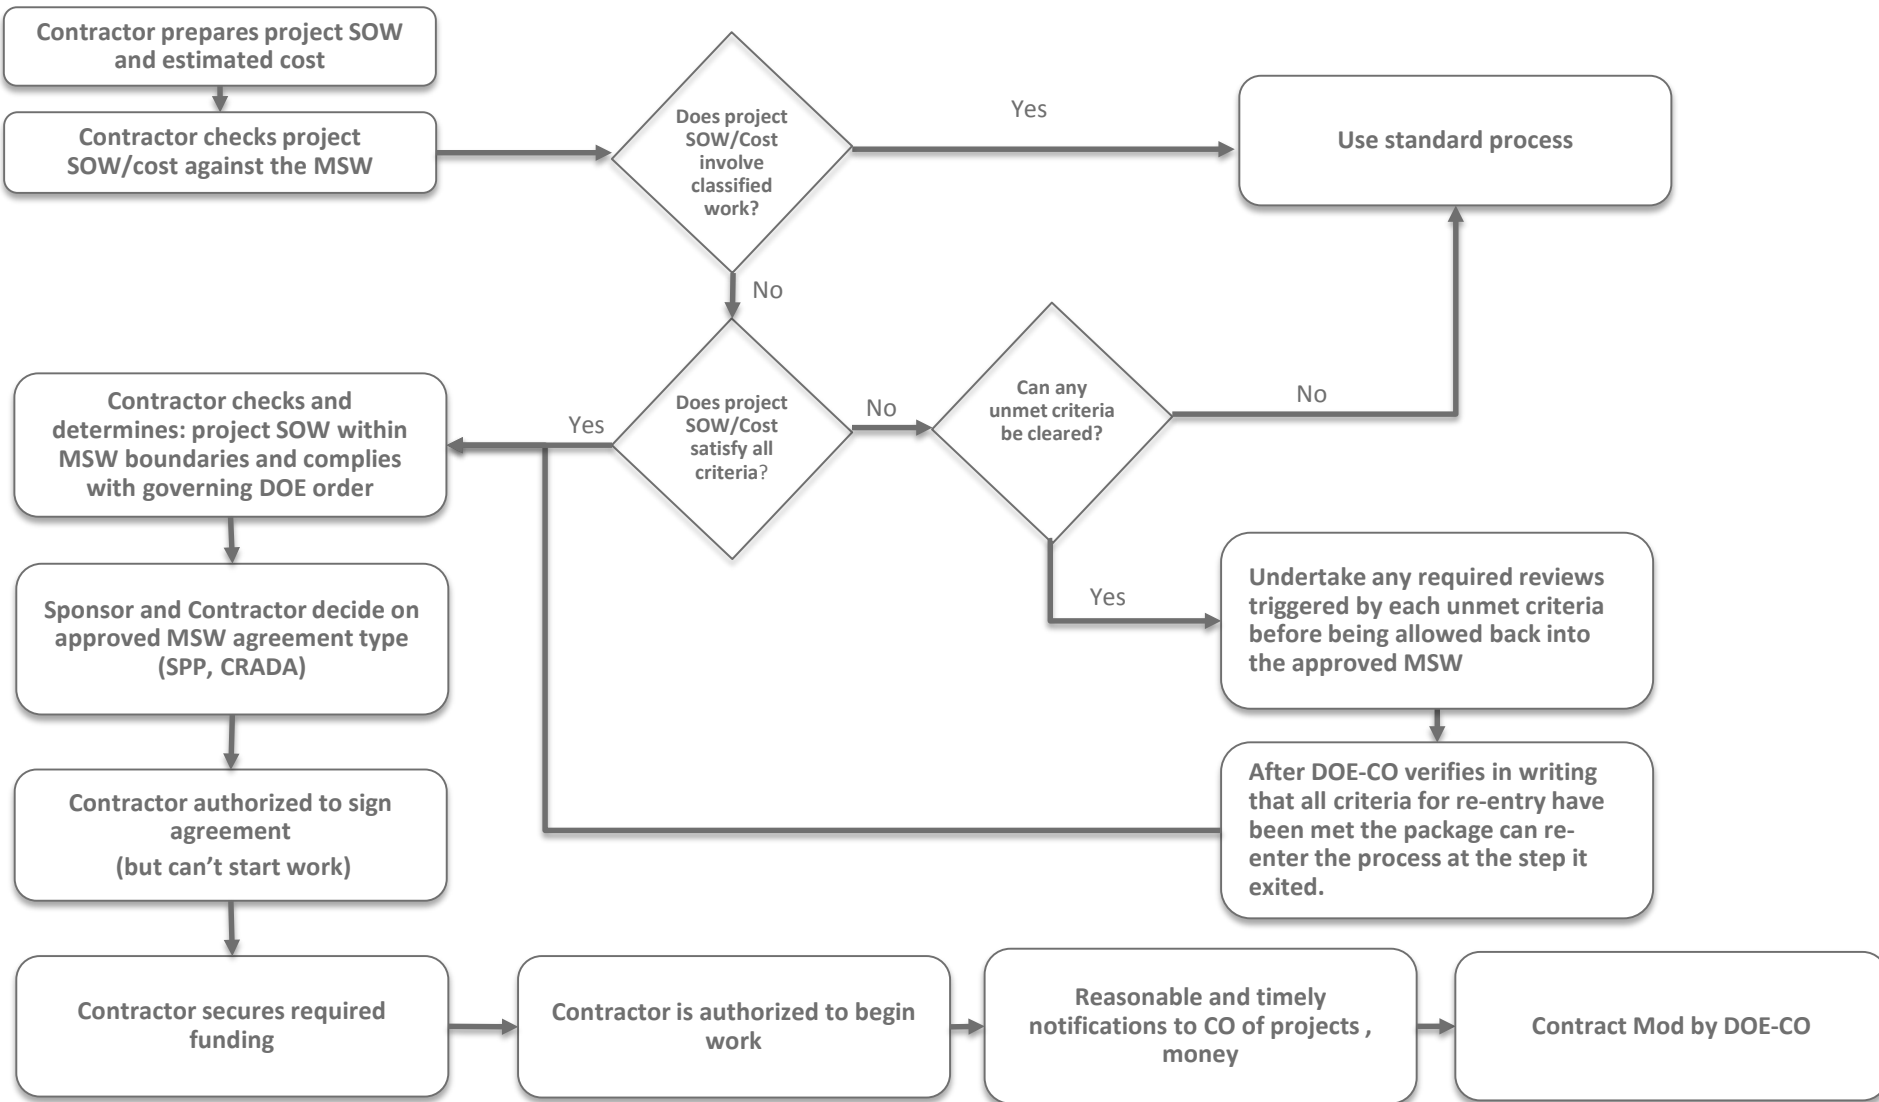 Contractor prepares project SOW
and estimated cost
Contractor checks project
SOW/cost against the MSW
Does project
SOW/Cost
involve
classified
work?
Yes
Use standard process
No
Contractor checks and
determines: project SOW within
MSW boundaries and complies
with governing DOE order
Yes
Does project
SOW/Cost
satisfy all
criteria?
No
Can any
unmet criteria
be cleared?
No
Yes
Undertake any required reviews
triggered by each unmet criteria
before being allowed back into
the approved MSW
Sponsor and Contractor decide on
approved MSW agreement type
(SPP, CRADA)
After DOE-CO verifies in writing
that all criteria for re-entry have
been met the package can re-
enter the process at the step it
exited.
Contractor authorized to sign
agreement
(but can’t start work)
Contractor secures required
funding
Contractor is authorized to begin
work
Reasonable and timely
notifications to CO of projects ,
money
Contract Mod by DOE-CO